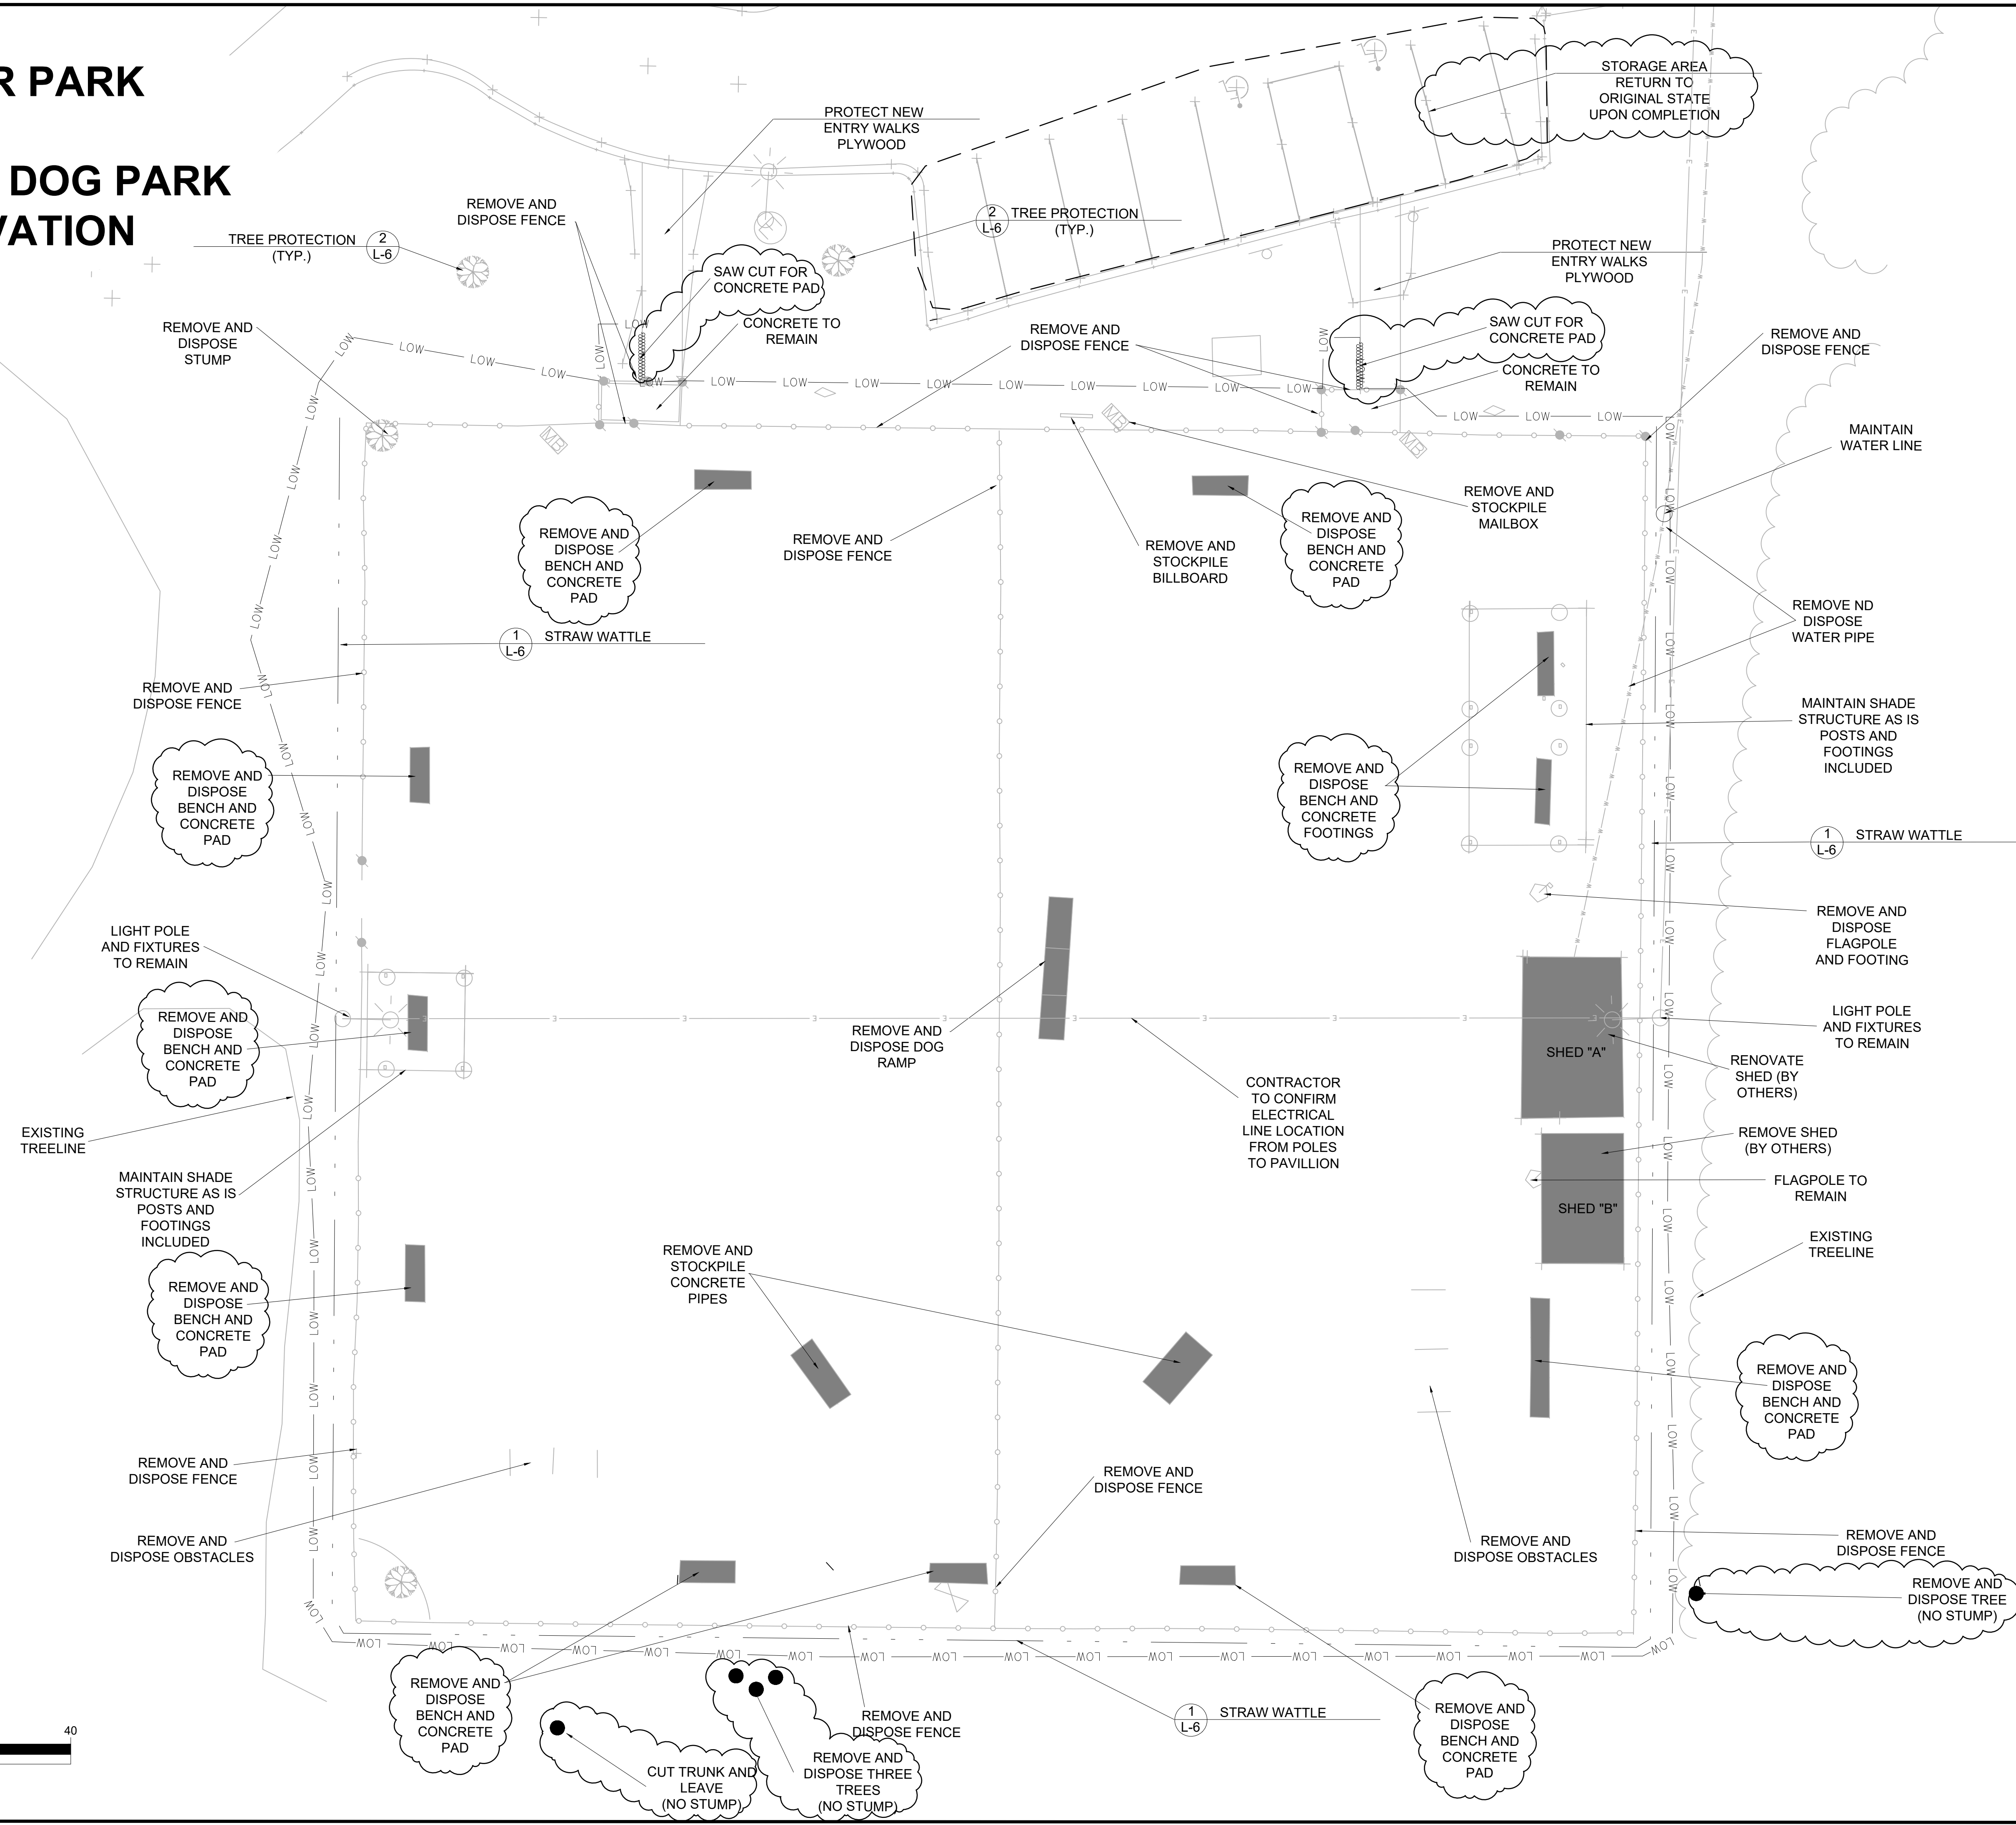 R PARK
DOG PARK
VATION
STORAGE AREA
RETURN TO
ORIGINAL STATE
UPON COMPLETION
PROTECT NEW
ENTRY WALKS
PLYWOOD
REMOVE AND
DISPOSE FENCE
TREE PROTECTION
(TYP.)
2
L-6
2
L-6
TREE PROTECTION
(TYP.)
PROTECT NEW
ENTRY WALKS
PLYWOOD
SAW CUT FOR
CONCRETE PAD
CONCRETE TO
REMAIN
REMOVE AND
DISPOSE
STUMP
REMOVE AND
DISPOSE FENCE
SAW CUT FOR
CONCRETE PAD
CONCRETE TO
REMAIN
REMOVE AND
DISPOSE FENCE
MAINTAIN
WATER LINE
MB
MB
MB
REMOVE AND
DISPOSE
BENCH AND
CONCRETE
PAD
REMOVE AND
DISPOSE FENCE
REMOVE AND
STOCKPILE
BILLBOARD
REMOVE AND
DISPOSE
BENCH AND
CONCRETE
PAD
REMOVE AND
STOCKPILE
MAILBOX
1
L-6
STRAW WATTLE
REMOVE ND
DISPOSE
WATER PIPE
REMOVE AND
DISPOSE FENCE
MAINTAIN SHADE
STRUCTURE AS IS
POSTS AND
FOOTINGS
INCLUDED
REMOVE AND
DISPOSE
BENCH AND
CONCRETE
PAD
REMOVE AND
DISPOSE
BENCH AND
CONCRETE
FOOTINGS
1
L-6
STRAW WATTLE
LIGHT POLE
AND FIXTURES
TO REMAIN
REMOVE AND
DISPOSE
FLAGPOLE
AND FOOTING
REMOVE AND
DISPOSE
BENCH AND
CONCRETE
PAD
REMOVE AND
DISPOSE DOG
RAMP
LIGHT POLE
AND FIXTURES
TO REMAIN
SHED "A"
RENOVATE
SHED (BY
OTHERS)
CONTRACTOR
TO CONFIRM
ELECTRICAL
LINE LOCATION
FROM POLES
TO PAVILLION
EXISTING
TREELINE
REMOVE SHED
(BY OTHERS)
MAINTAIN SHADE
STRUCTURE AS IS
POSTS AND
FOOTINGS
INCLUDED
FLAGPOLE TO
REMAIN
SHED "B"
EXISTING
TREELINE
REMOVE AND
STOCKPILE
CONCRETE
PIPES
REMOVE AND
DISPOSE
BENCH AND
CONCRETE
PAD
REMOVE AND
DISPOSE
BENCH AND
CONCRETE
PAD
REMOVE AND
DISPOSE FENCE
REMOVE AND
DISPOSE FENCE
REMOVE AND
DISPOSE OBSTACLES
REMOVE AND
DISPOSE OBSTACLES
REMOVE AND
DISPOSE FENCE
REMOVE AND
DISPOSE TREE
(NO STUMP)
REMOVE AND
DISPOSE
BENCH AND
CONCRETE
PAD
REMOVE AND
DISPOSE FENCE
1
L-6
STRAW WATTLE
REMOVE AND
DISPOSE
BENCH AND
CONCRETE
PAD
CUT TRUNK AND
LEAVE
(NO STUMP)
REMOVE AND
DISPOSE THREE
TREES
(NO STUMP)
40